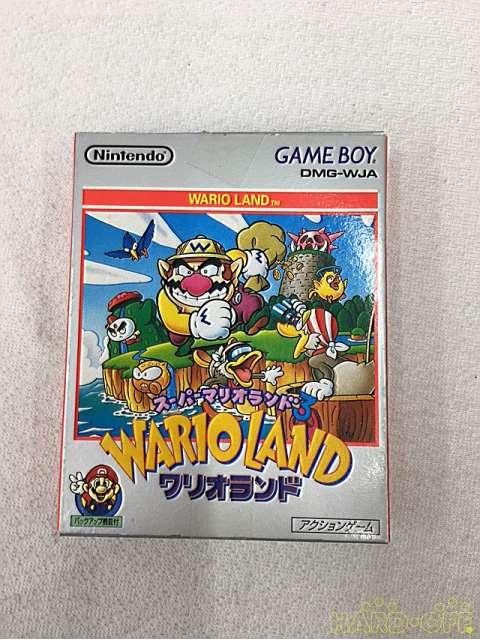 Nintendo
GAME BOY
DMG-WJA
WARIO LAND™
W
スーパーマリオランド3
WARIO LAND
ワリオランド
バックアップ機能付
アクションゲーム
HARD-OFF